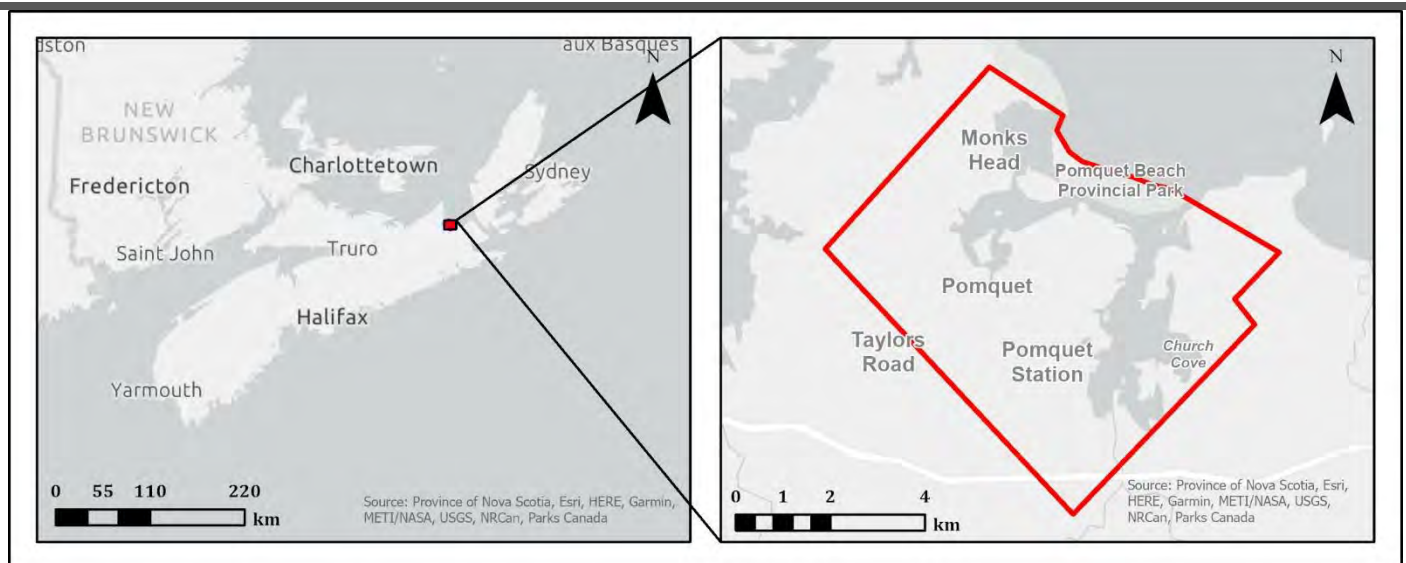 dston
aux Basques
N
NEW
BRUNSWICK
Charlottetown
Fredericton
Sydney
Saint John
Truro
Halifax
Yarmouth
0 55 110 220
km
Source: Province of Nova Scotia, Esri, HERE, Garmin,
METI/NASA, USGS, NRCan, Parks Canada
N
Monks
Head
Pomquet Beach
Provincial Park
Pomquet
Taylors
Road
Pomquet
Station
Church
Cove
0 1 2 4
km
Source: Province of Nova Scotia, Esri,
HERE, Garmin, METI/NASA, USGS,
NRCan, Parks Canada